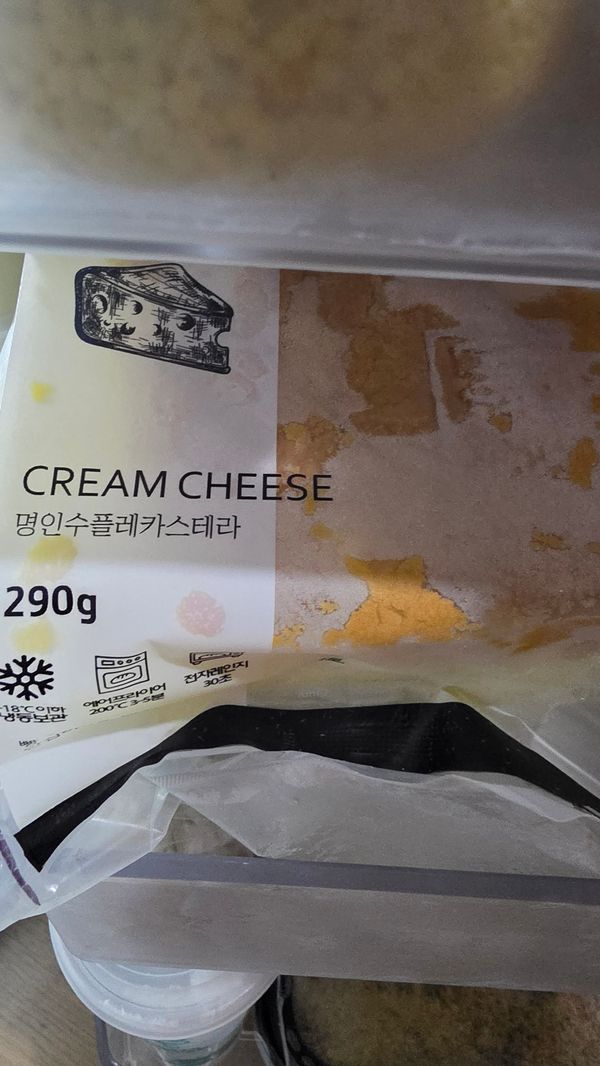 CREAM CHEESE
명인수플레카스테라
290g
-18℃이하
냉동보관
에어프라이어
200℃ 3-5분
전자레인지
30초